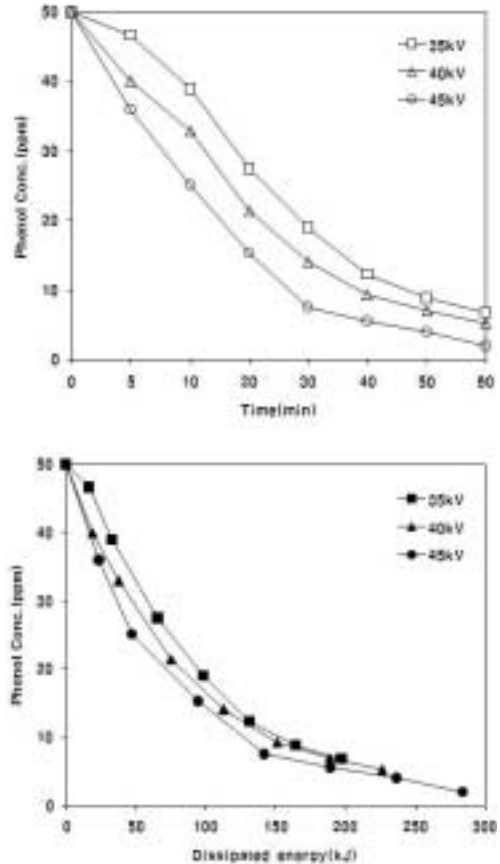 50
40
30
20
10
0
Phenol Conc.(ppm)
35kV
40kV
45kV
0 5 10 20 30 40 50 60
Time(min)
50
40
30
20
10
0
Phenol Conc.(ppm)
35kV
40kV
45kV
0 50 100 150 200 250 300
Dissipated energy(kJ)